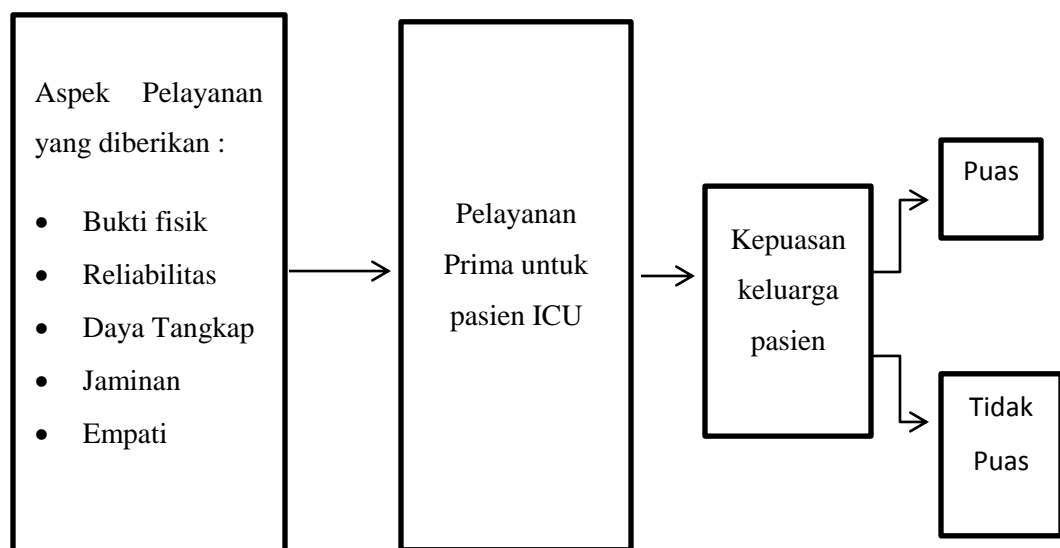 Aspek Pelayanan
yang diberikan :
• Bukti fisik
• Reliabilitas
• Daya Tangkap
• Jaminan
• Empati
Pelayanan
Prima untuk
pasien ICU
Kepuasan
keluarga
pasien
Puas
Tidak
Puas